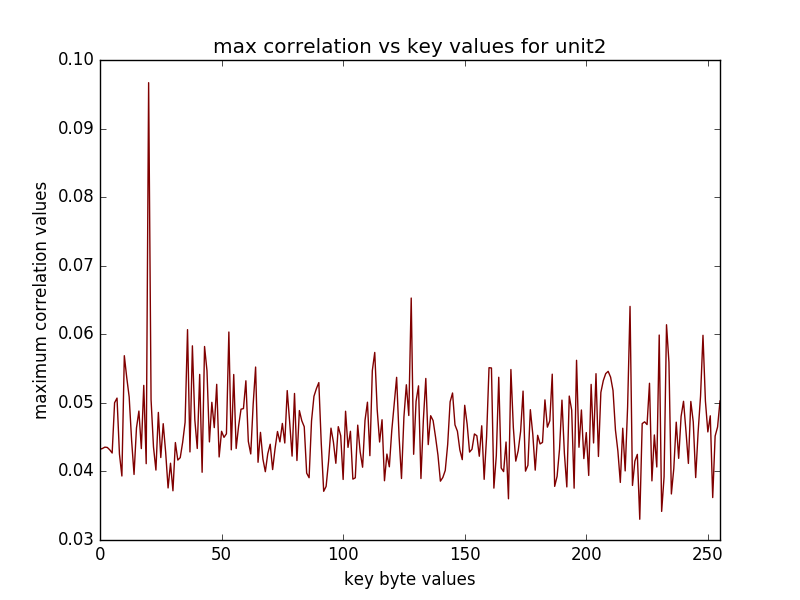 max correlation vs key values for unit2
0.10
0.09
0.08
0.07
0.06
0.05
0.04
0.03
maximum correlation values
0 50 100 150 200 250
key byte values